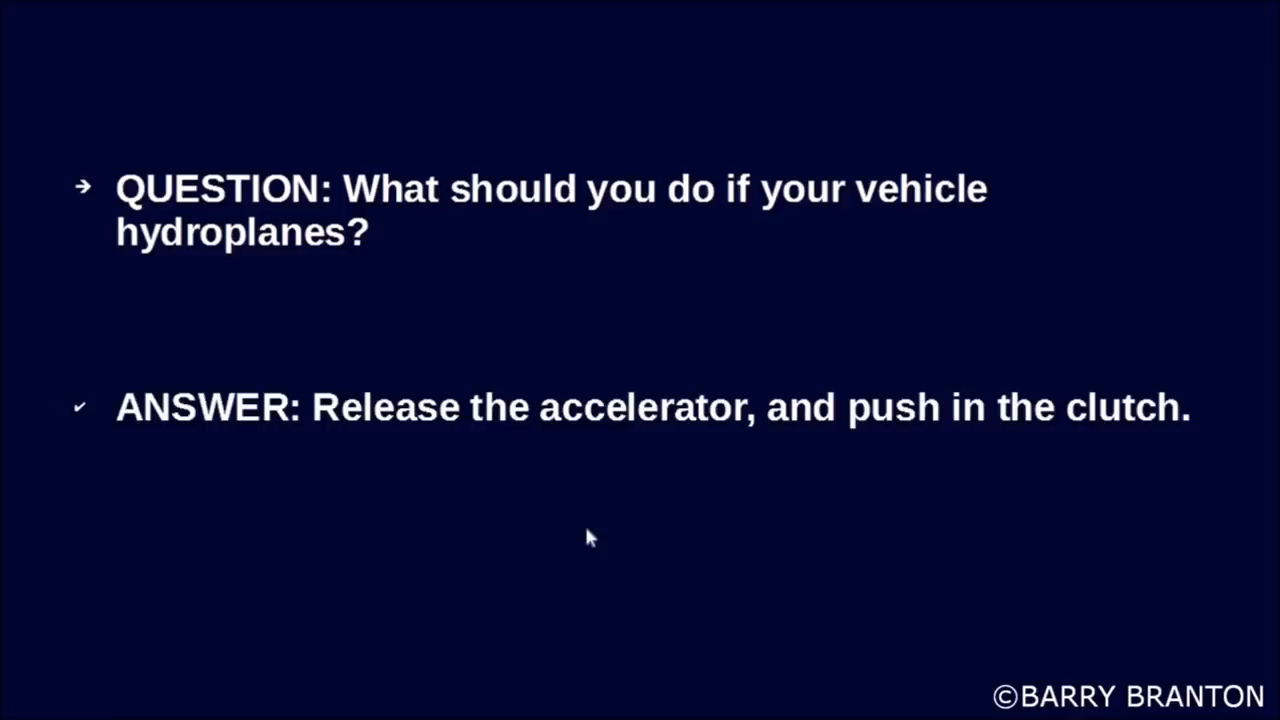 ➔ QUESTION: What should you do if your vehicle
hydroplanes?
✔ ANSWER: Release the accelerator, and push in the clutch.
©BARRY BRANTON